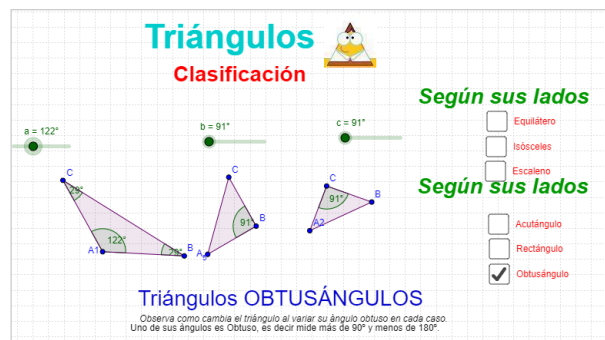 Triángulos
Clasificación
Según sus lados
Equilátero
Isósceles
Escaleno
Según sus lados
Acutángulo
Rectángulo
Obtusángulo
a = 122°
b = 91°
c = 91°
C
29°
122°
A1
29°
B
C
91°
B
C
91°
B
A2
Triángulos OBTUSÁNGULOS
Observa como cambia el triángulo al variar su ángulo obtuso en cada caso.
Uno de sus ángulos es Obtuso, es decir mide más de 90º y menos de 180º.